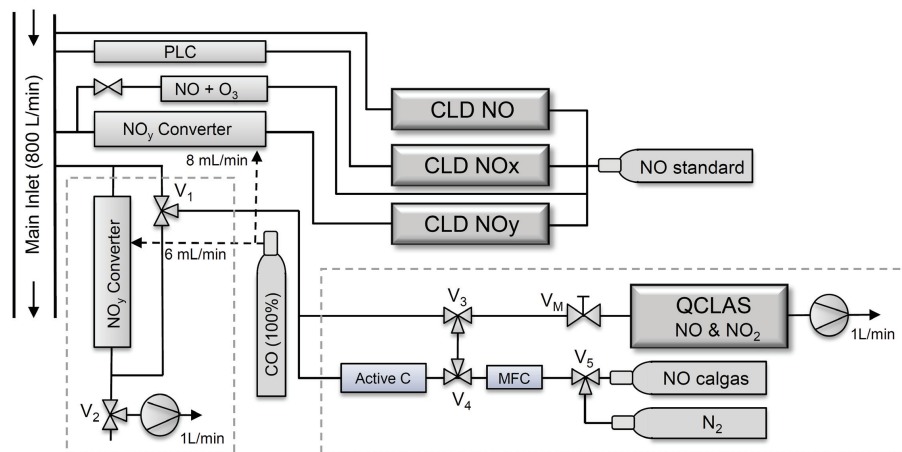 Main Inlet (800 L/min)
PLC
NO + O₃
NOy Converter
8 mL/min
CLD NO
CLD NOx
CLD NOy
NO standard
V₁
NOy Converter
6 mL/min
CO (100%)
V₂
1L/min
V₃
VM
QCLAS
NO & NO₂
1L/min
Active C
V₄
MFC
V₅
NO calgas
N₂